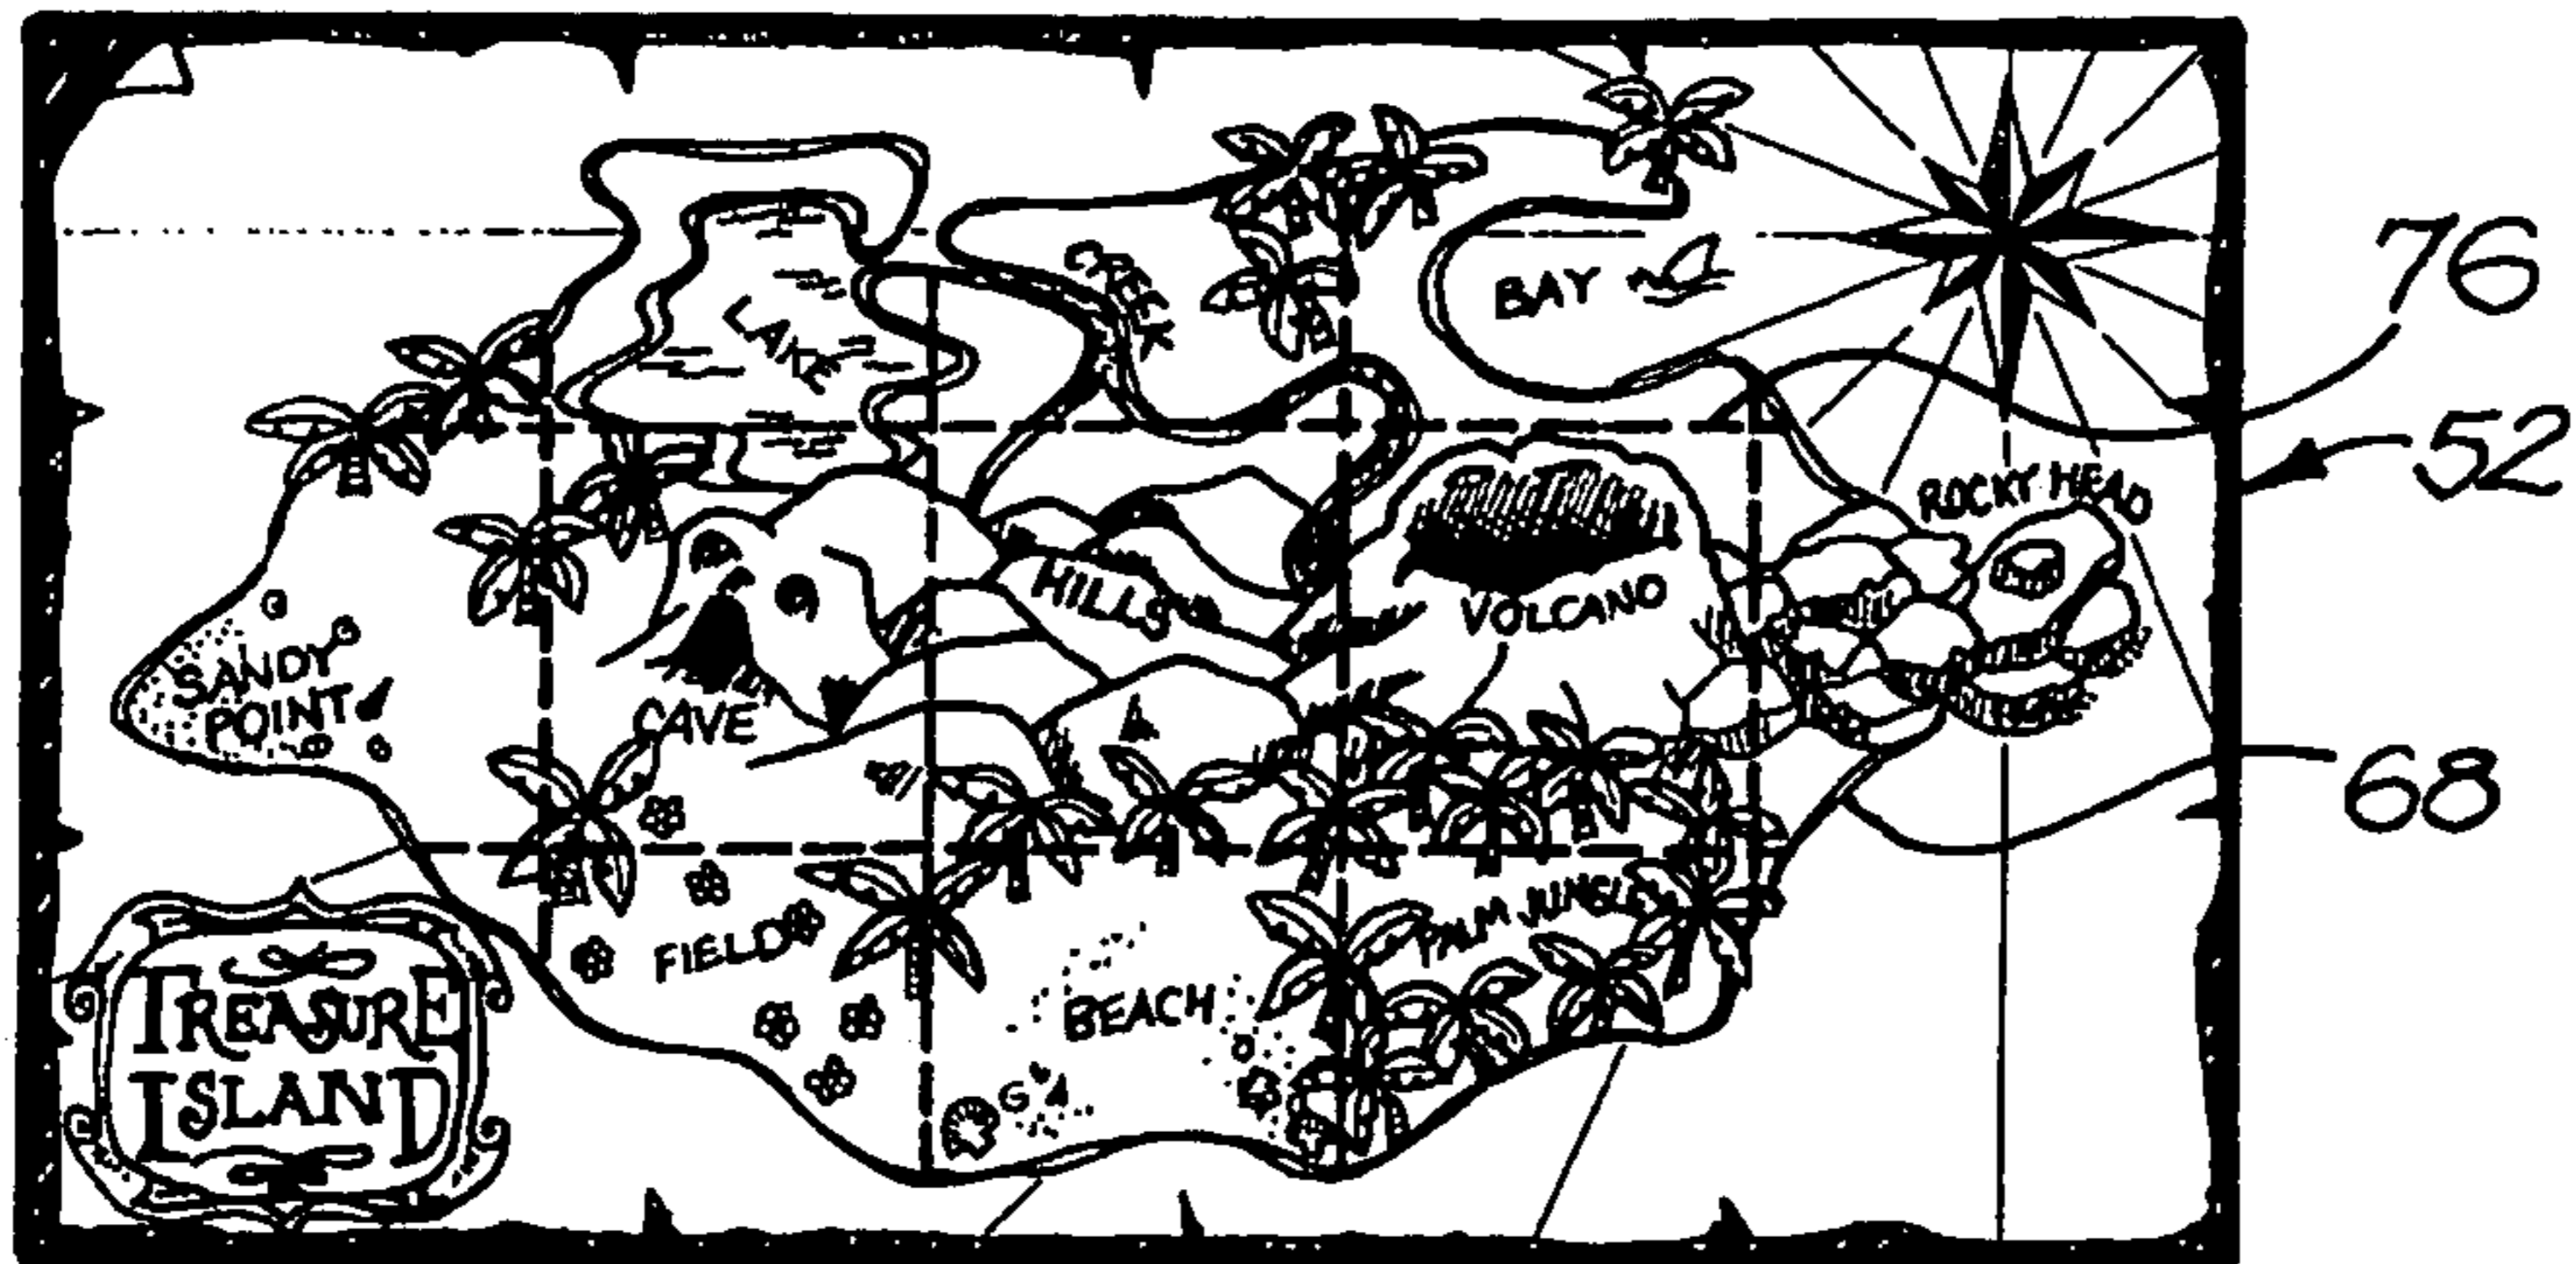 CREEK
BAY
76
LAKE
52
ROCKY HEAD
HILLS
VOLCANO
SANDY
POINT
CAVE
68
PALM JUNGLE
FIELD
BEACH
TREASURE
ISLAND